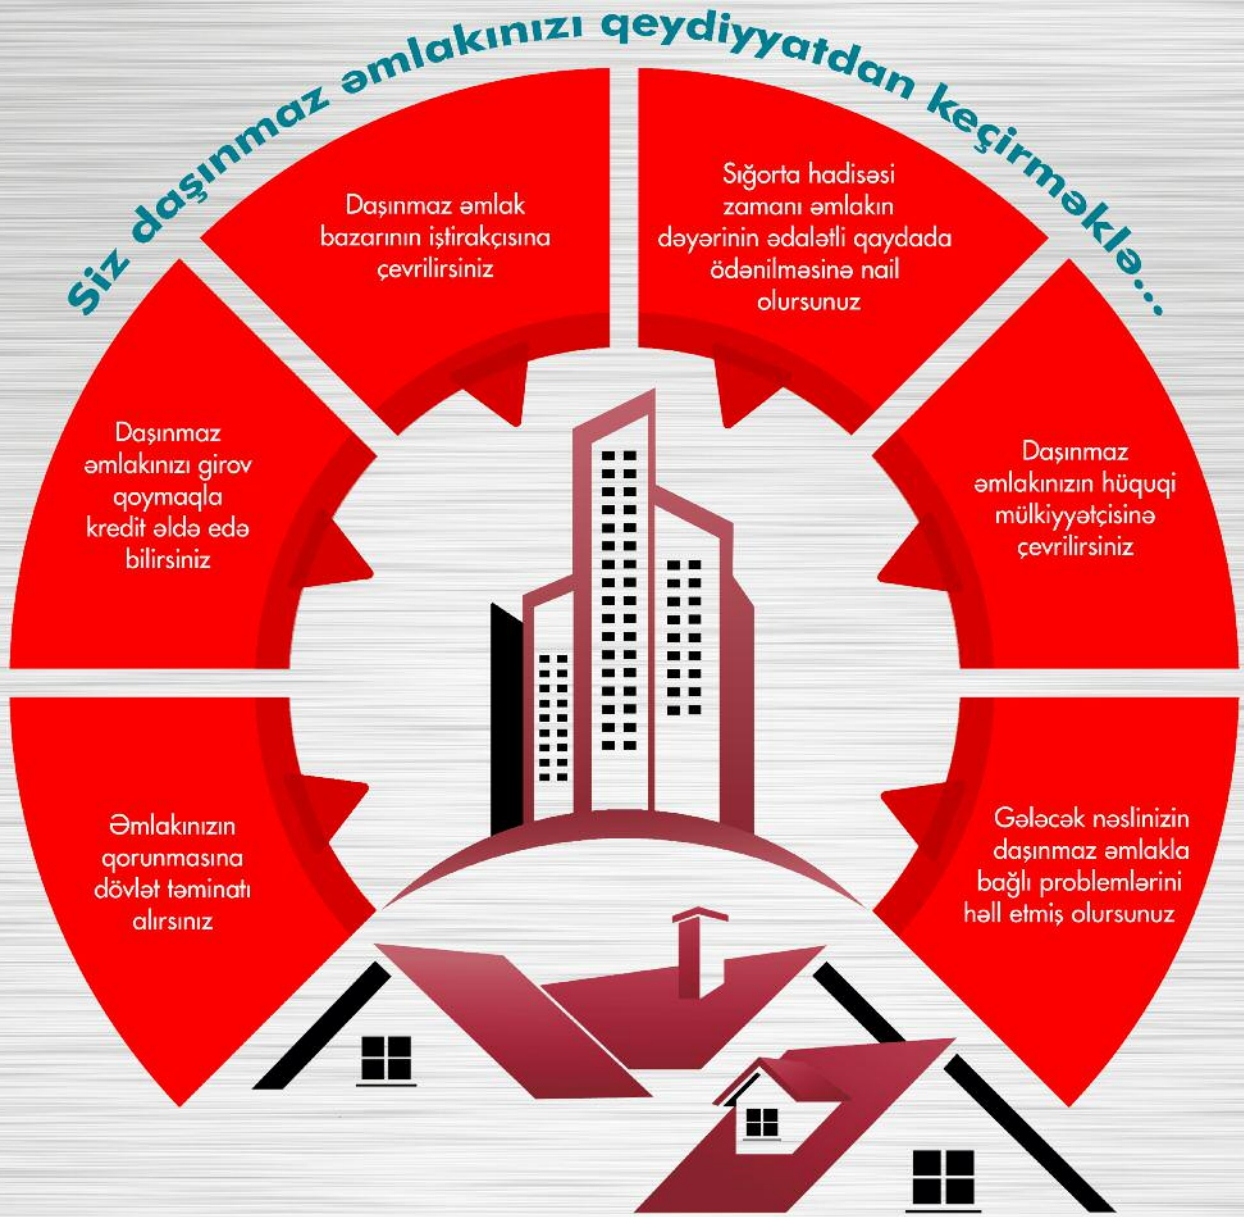 Siz daşınmaz əmlakınızı qeydiyyatdan keçirməklə...
Daşınmaz əmlak
bazarının iştirakçısına
çevrilirsiniz
Sığorta hadisəsi
zamanı əmlakın
dəyərinin ədalətli qaydada
ödənilməsinə nail
olursunuz
Daşınmaz
əmlakınızı girov
qoymaqla
kredit əldə edə
bilirsiniz
Daşınmaz
əmlakınızın hüquqi
mülkiyyətçisinə
çevrilirsiniz
Əmlakınızın
qorunmasına
dövlət təminatı
alırsınız
Gələcək nəslinizin
daşınmaz əmlakla
bağlı problemlərini
həll etmiş olursunuz